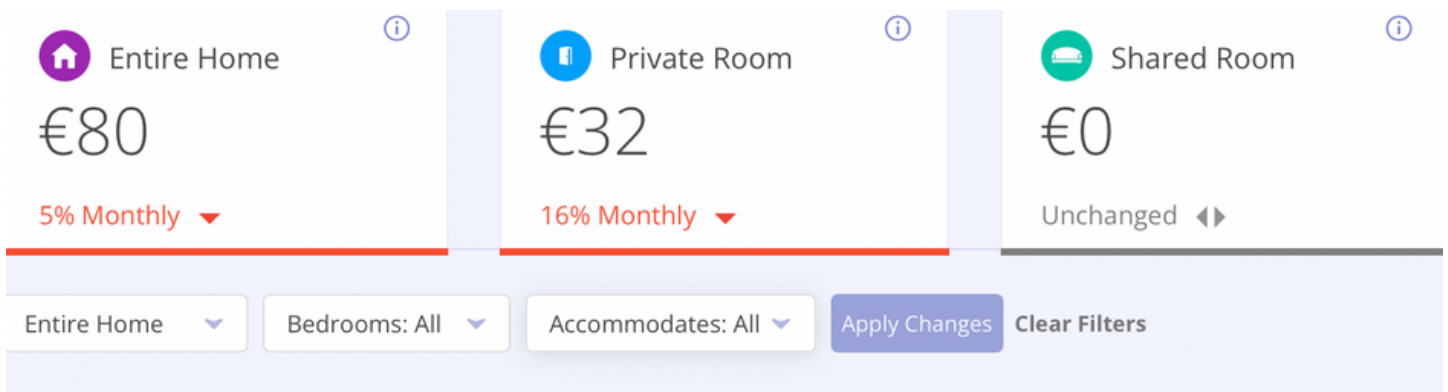 Entire Home
€80
5% Monthly
Private Room
€32
16% Monthly
Shared Room
€0
Unchanged
Entire Home
Bedrooms: All
Accommodates: All
Apply Changes
Clear Filters